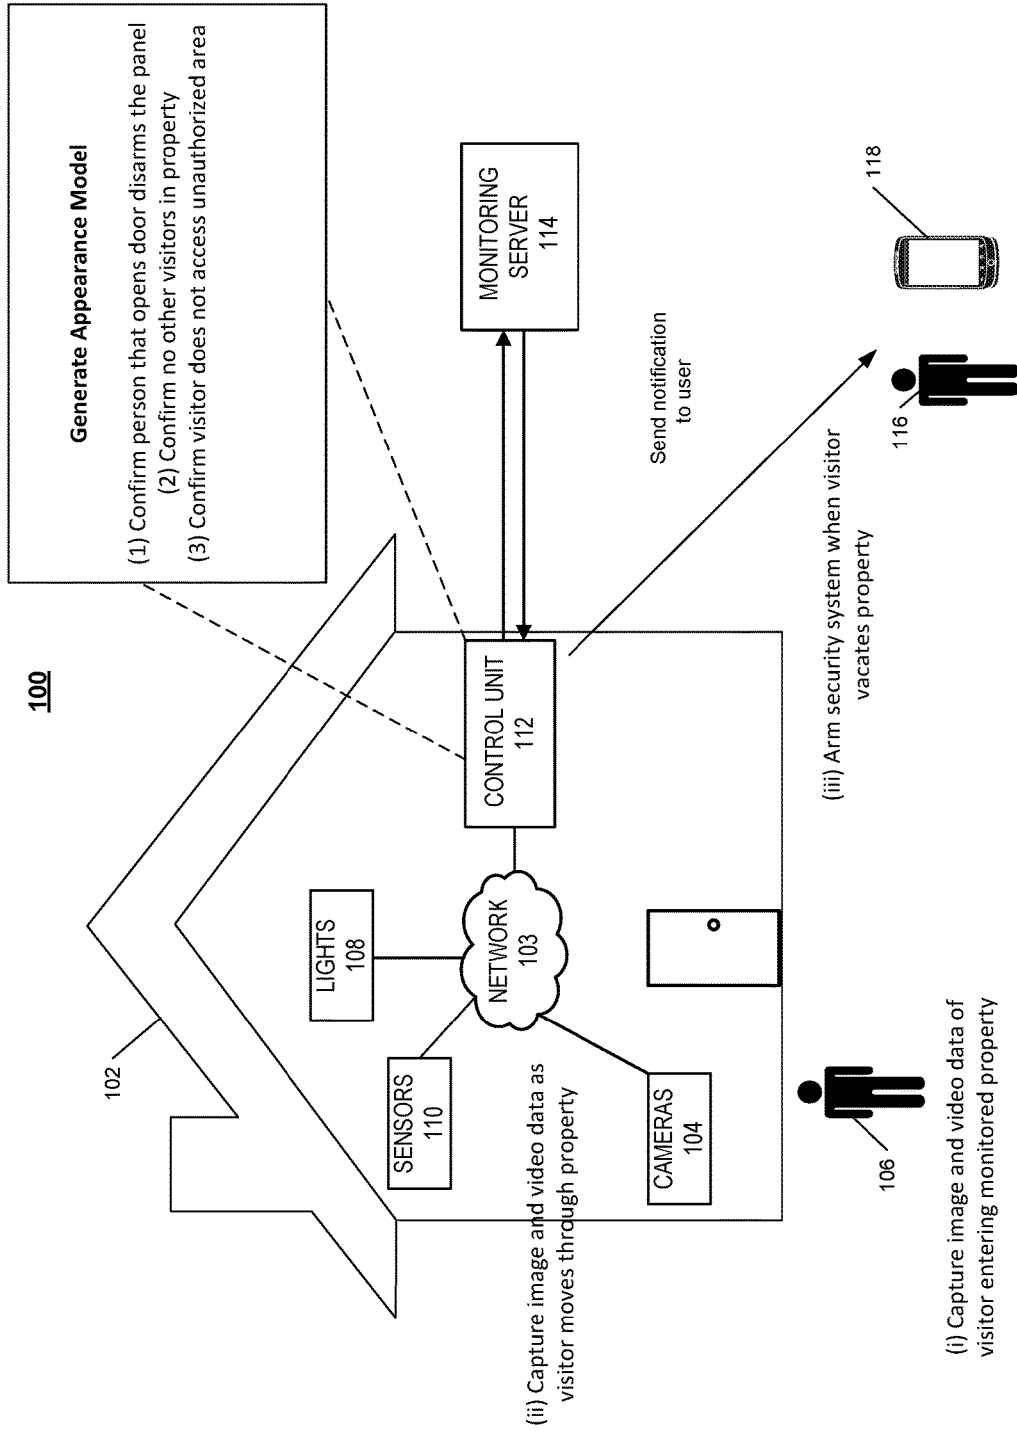 100
Generate Appearance Model
(1) Confirm person that opens door disarms the panel
(2) Confirm no other visitors in property
(3) Confirm visitor does not access unauthorized area
102
LIGHTS
108
SENSORS
110
NETWORK
103
CONTROL UNIT
112
MONITORING
SERVER
114
CAMERAS
104
(ii) Capture image and video data as
visitor moves through property
Send notification
to user
106
116
118
(i) Capture image and video data of
visitor entering monitored property
(iii) Arm security system when visitor
vacates property